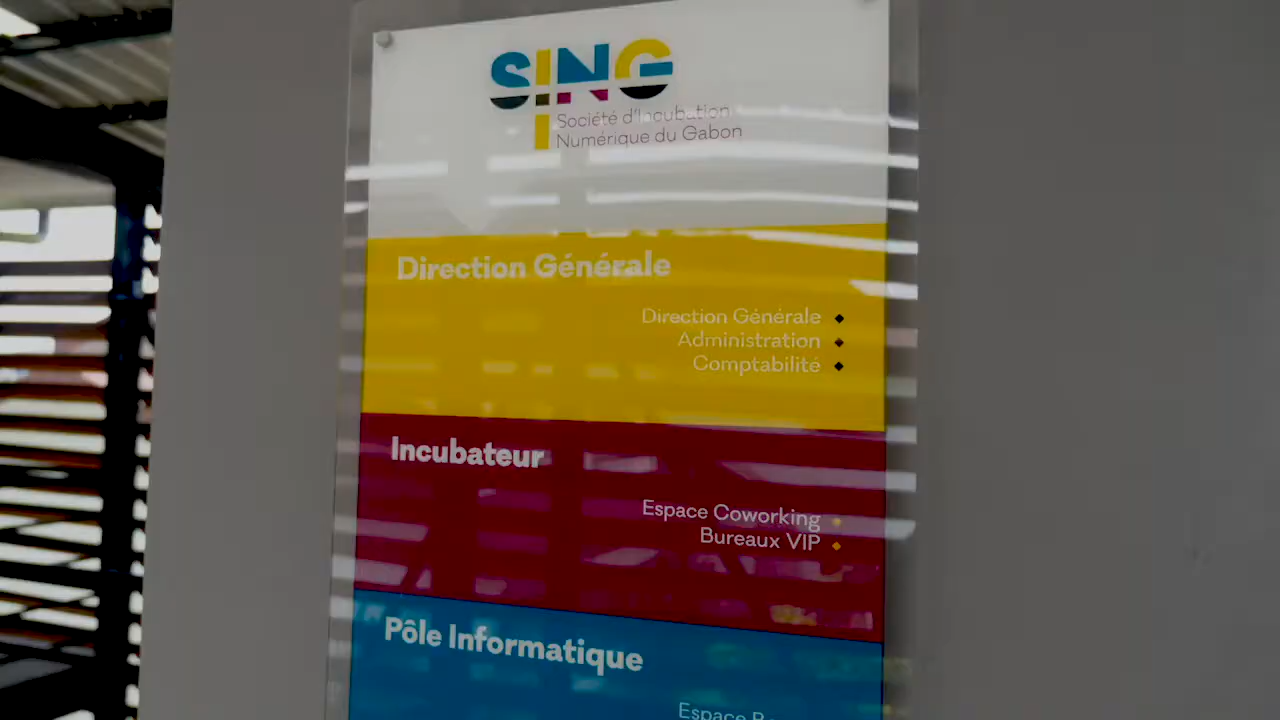 SING
Société d'Incubation
Numérique du Gabon
Direction Générale
Direction Générale
Administration
Comptabilité
Incubateur
Espace Coworking
Bureaux VIP
Pôle Informatique
Espace